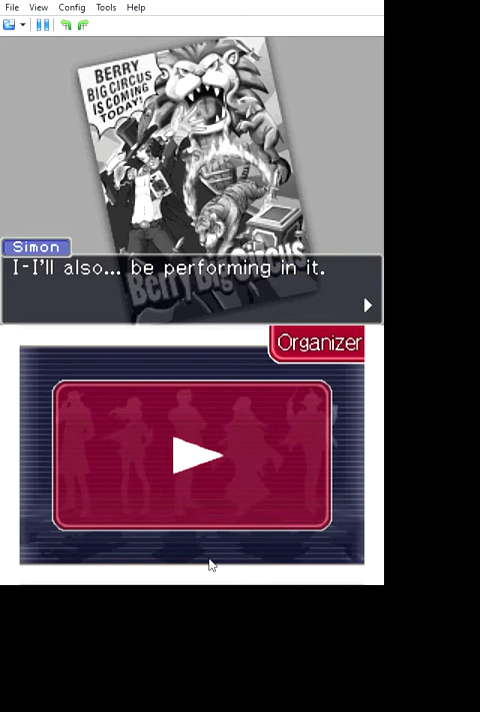 File View Config Tools Help
BERRY
BIG CIRCUS
IS COMING
TODAY!
Simon
I-I'll also... be performing in it.
Berry Big Circus
Organizer